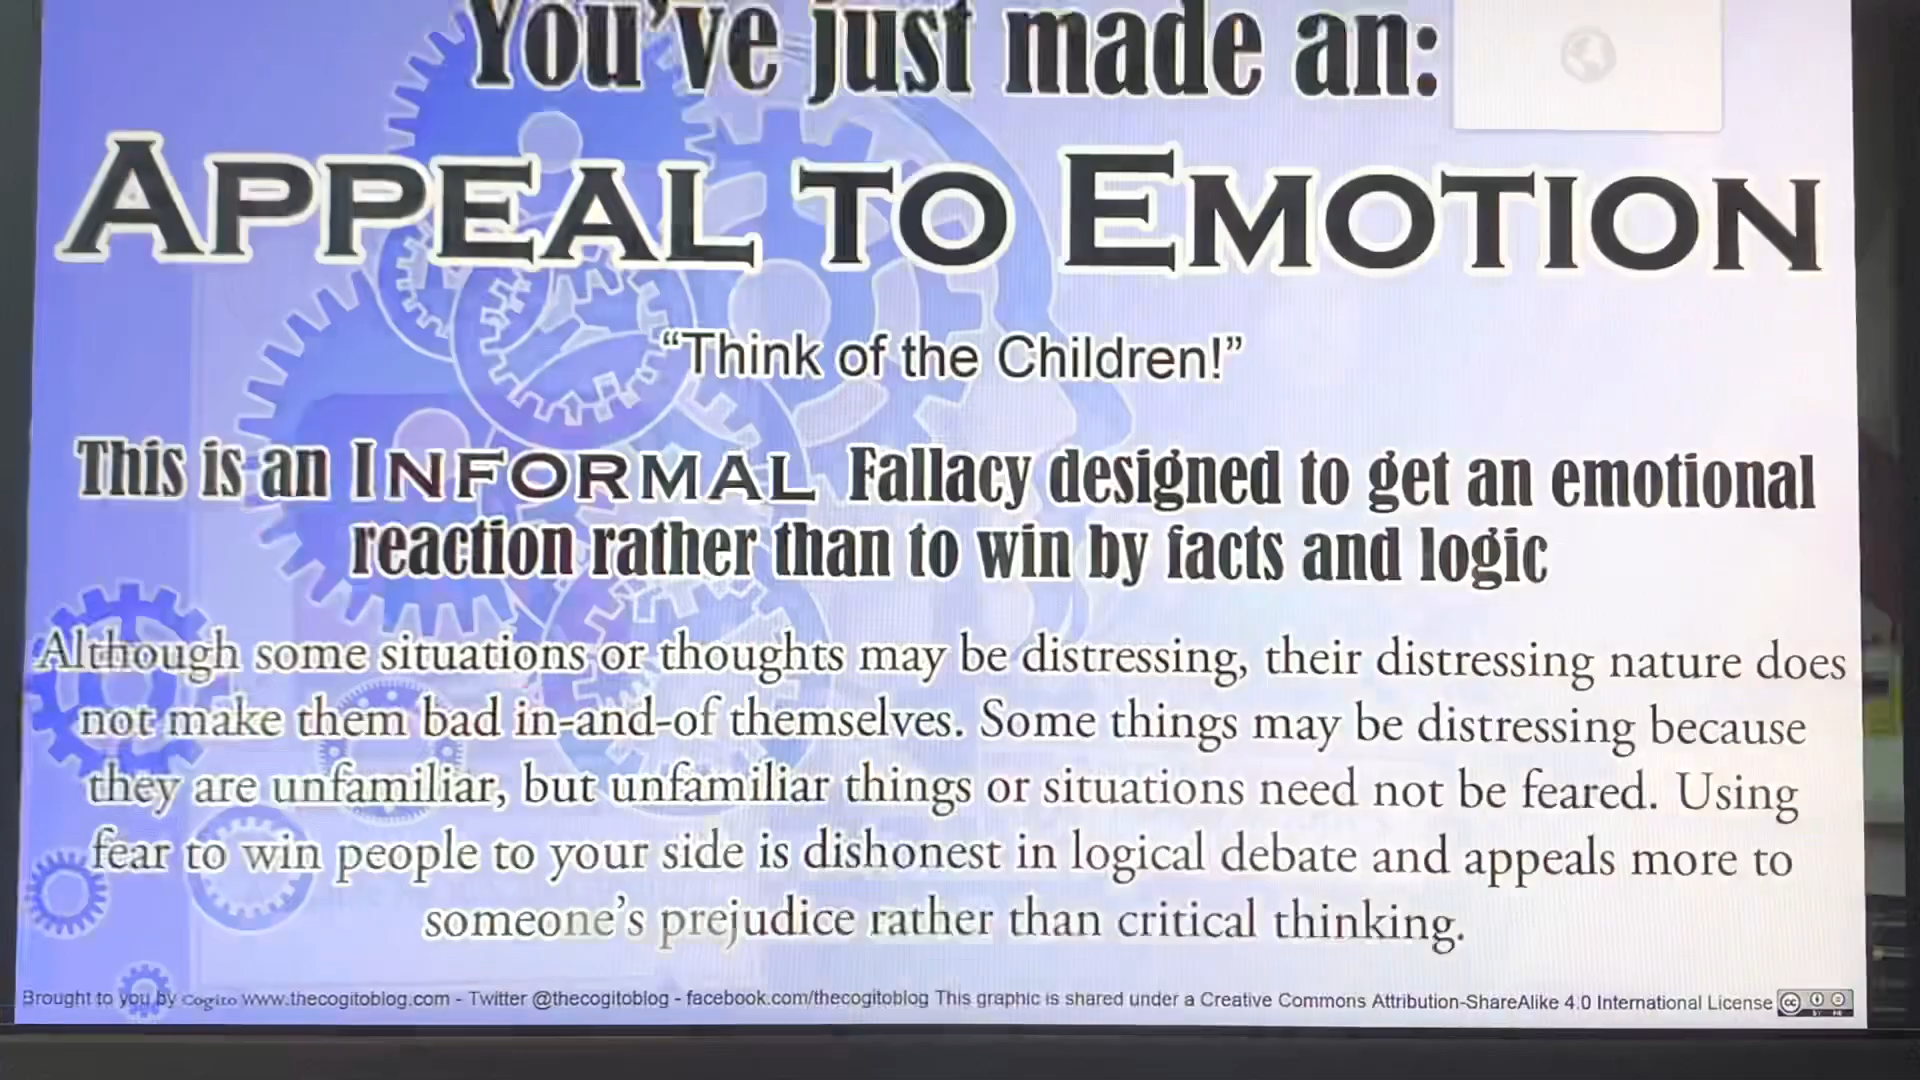 You've just made an:
APPEAL TO EMOTION
“Think of the Children!”
This is an INFORMAL Fallacy designed to get an emotional
reaction rather than to win by facts and logic
Although some situations or thoughts may be distressing, their distressing nature does
not make them bad in-and-of themselves. Some things may be distressing because
they are unfamiliar, but unfamiliar things or situations need not be feared. Using
fear to win people to your side is dishonest in logical debate and appeals more to
someone’s prejudice rather than critical thinking.
Brought to you by Cogito www.thecogitoblog.com - Twitter @thecogitoblog - facebook.com/thecogitoblog This graphic is shared under a Creative Commons Attribution-ShareAlike 4.0 International License cc